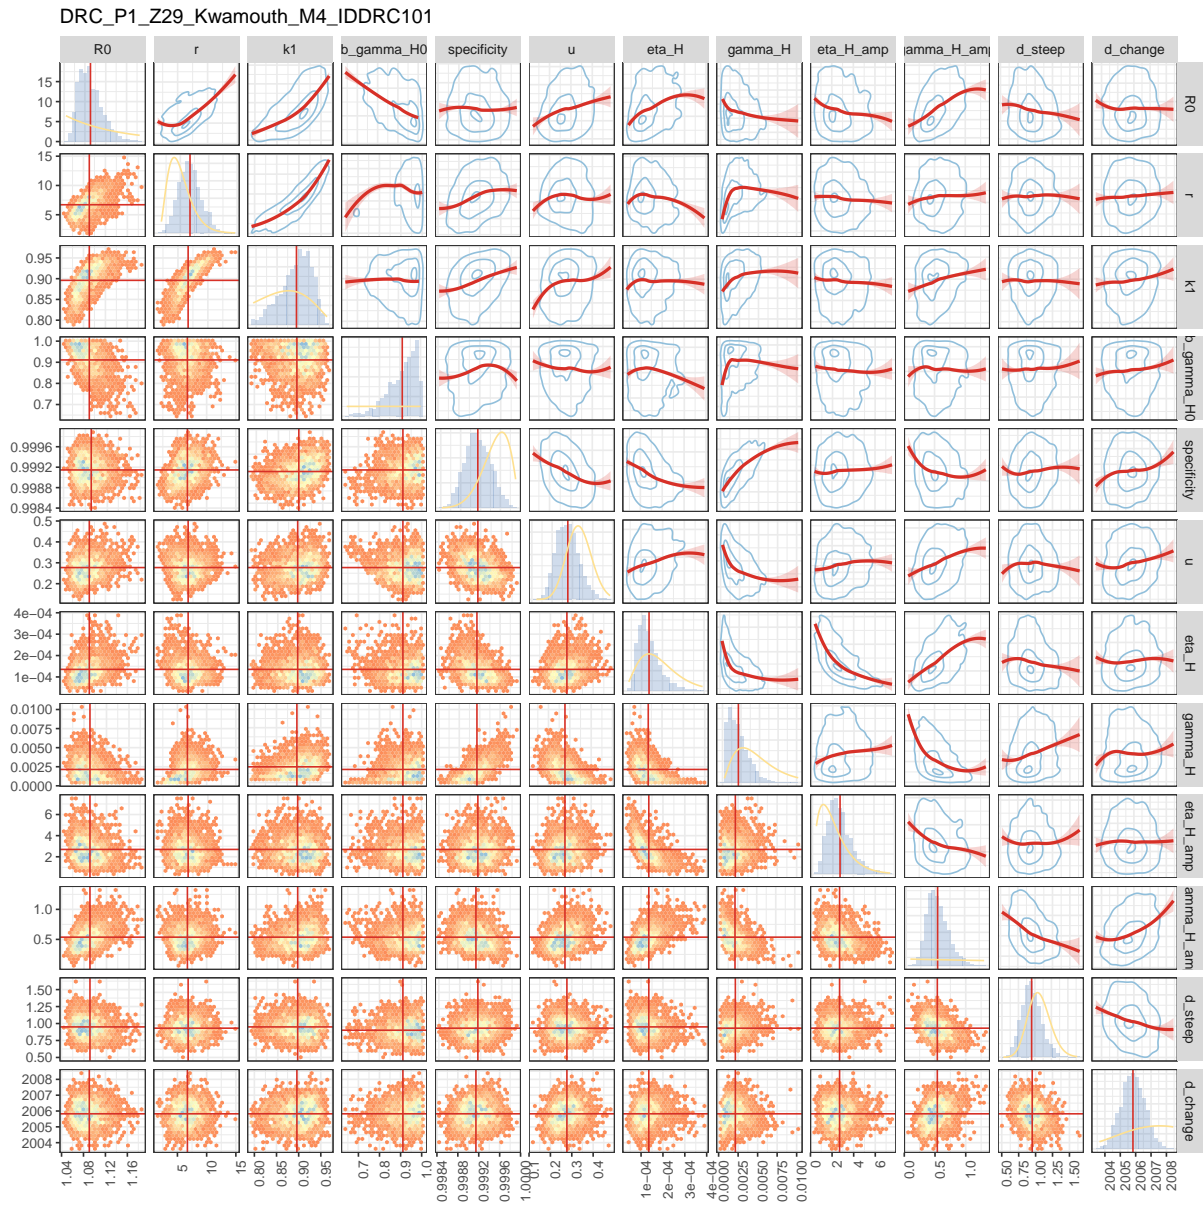 DRC_P1_Z29_Kwamouth_M4_IDDRC101
R0 r k1 b_gamma_H0 specificity u eta_H gamma_H eta_H_amp gamma_H_amp d_steep d_change
15
10
5
0
R0
15
10
5
r
0.95
0.90
0.85
0.80
k1
1.0
0.9
0.8
0.7
b_gamma_H0
0.9996
0.9992
0.9988
0.9984
specificity
0.5
0.4
0.3
0.2
u
4e−04
3e−04
2e−04
1e−04
eta_H
0.0100
0.0075
0.0050
0.0025
0.0000
gamma_H
6
4
2
eta_H_amp
1.0
0.5
amma_H_am
1.50
1.25
1.00
0.75
0.50
d_steep
2008
2007
2006
2005
2004
d_change
1.04 1.08 1.12 1.16 5 10 15 0.80 0.85 0.90 0.95 0.7 0.8 0.9 1.0 0.9984 0.9988 0.9992 0.9996 1.0000 0.1 0.2 0.3 0.4 1e−04 2e−04 3e−04 4e−04 0.0000 0.0025 0.0050 0.0075 0.0100 0 2 4 6 0.0 0.5 1.0 0.50 0.75 1.00 1.25 1.50 2004 2005 2006 2007 2008